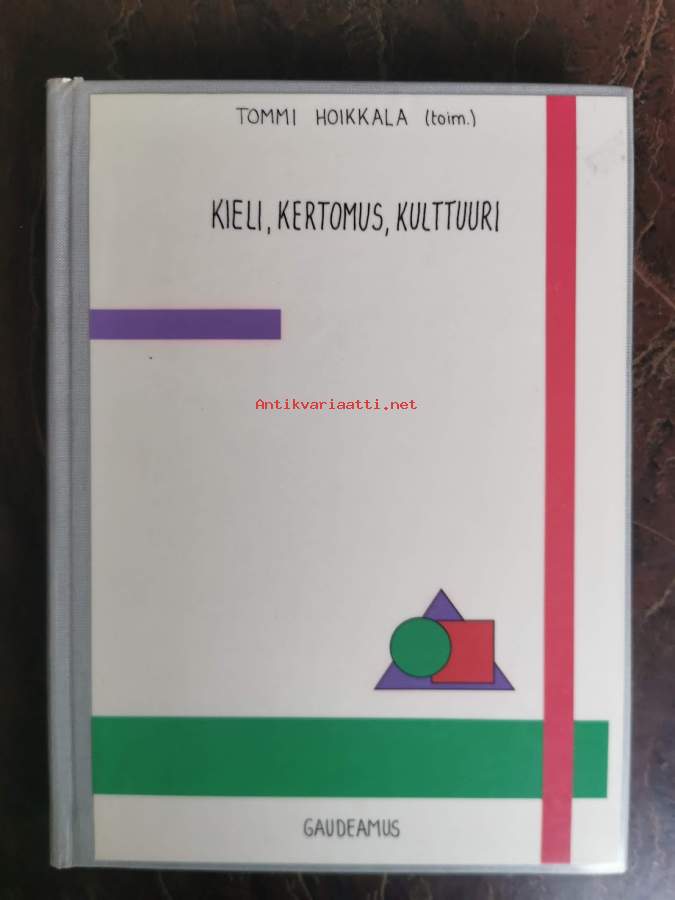 TOMMI HOIKKALA (toim.)
KIELI, KERTOMUS, KULTTUURI
Antikvariaatti.net
GAUDEAMUS